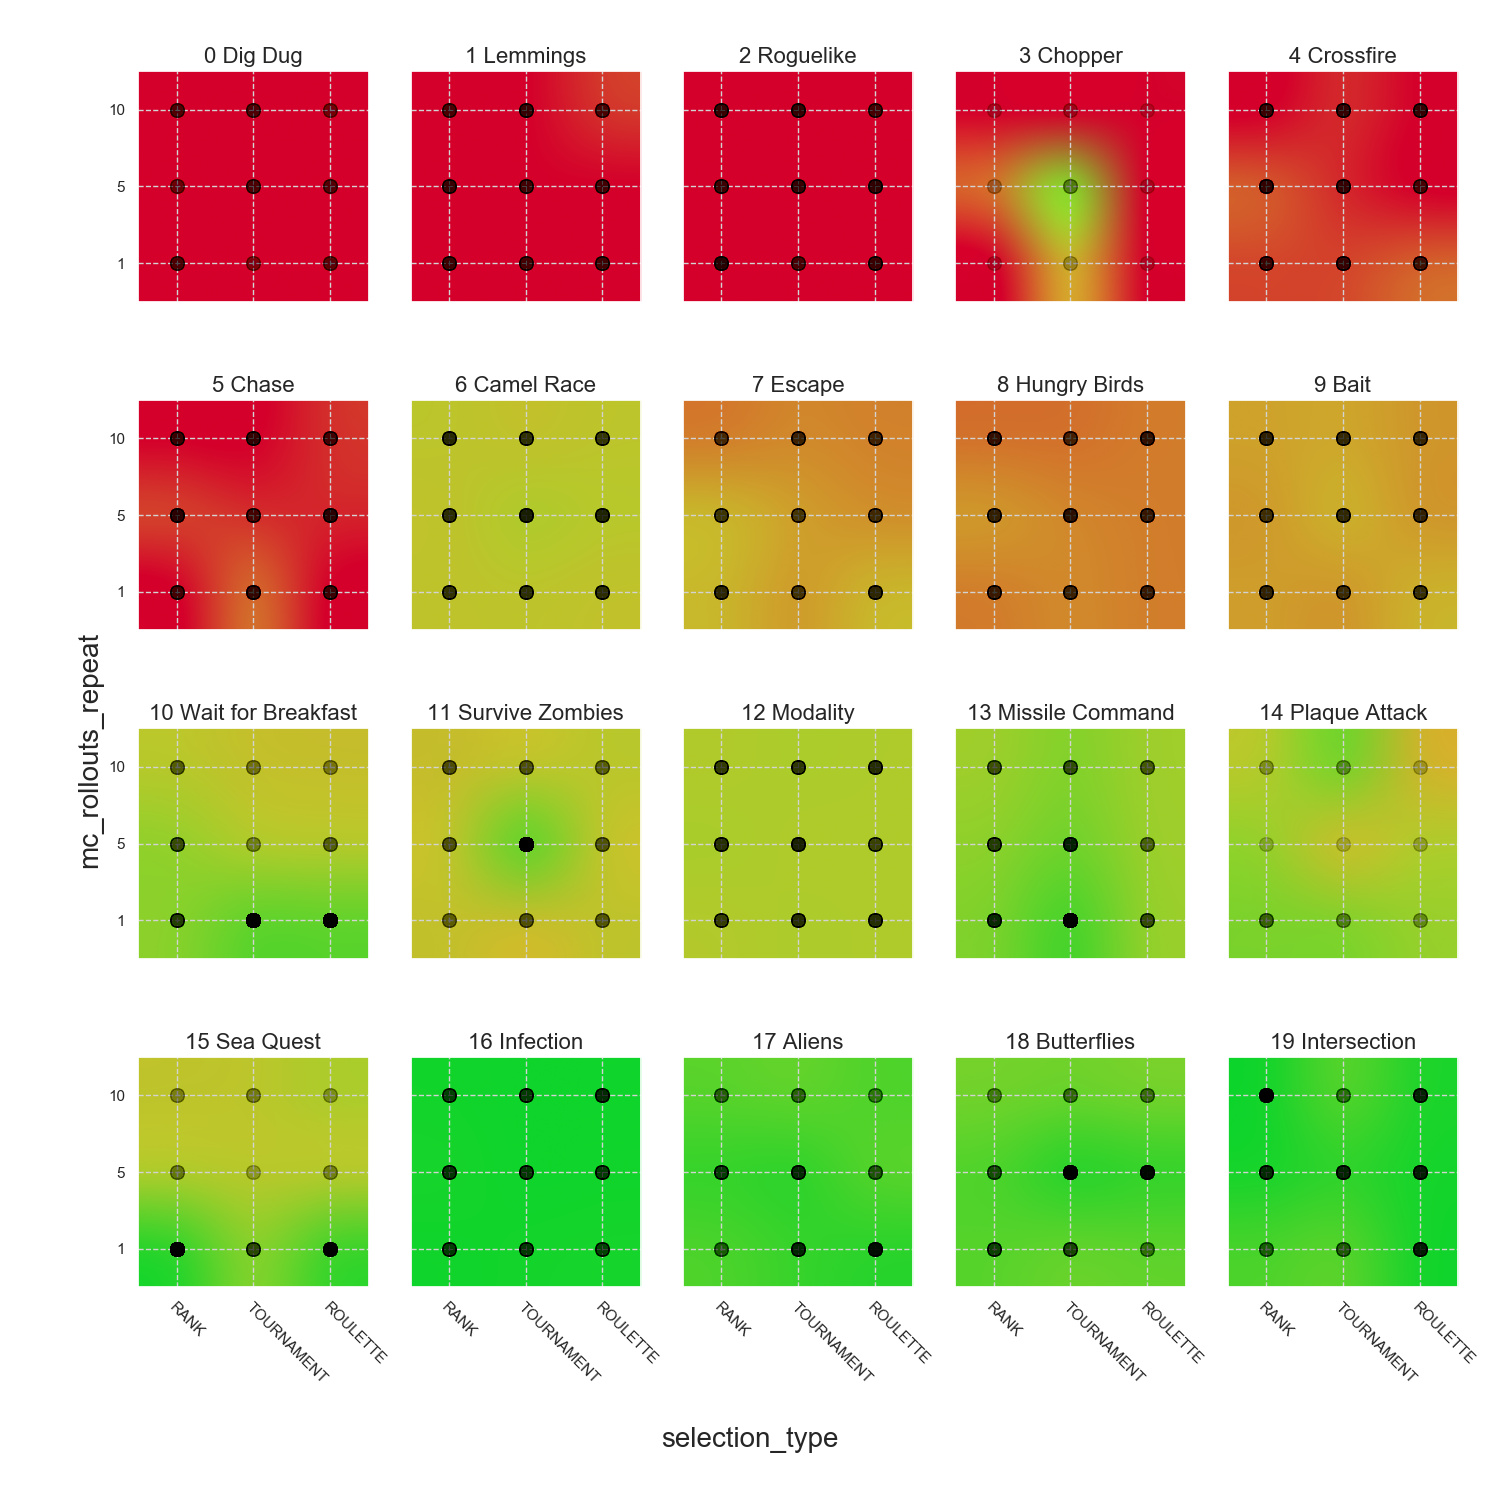 0 Dig Dug
1 Lemmings
2 Roguelike
3 Chopper
4 Crossfire
10
5
1
5 Chase
6 Camel Race
7 Escape
8 Hungry Birds
9 Bait
10
5
1
mc_rollouts_repeat
10 Wait for Breakfast
11 Survive Zombies
12 Modality
13 Missile Command
14 Plaque Attack
10
5
1
15 Sea Quest
16 Infection
17 Aliens
18 Butterflies
19 Intersection
10
5
1
RANK
TOURNAMENT
ROULETTE
RANK
TOURNAMENT
ROULETTE
RANK
TOURNAMENT
ROULETTE
RANK
TOURNAMENT
ROULETTE
RANK
TOURNAMENT
ROULETTE
selection_type